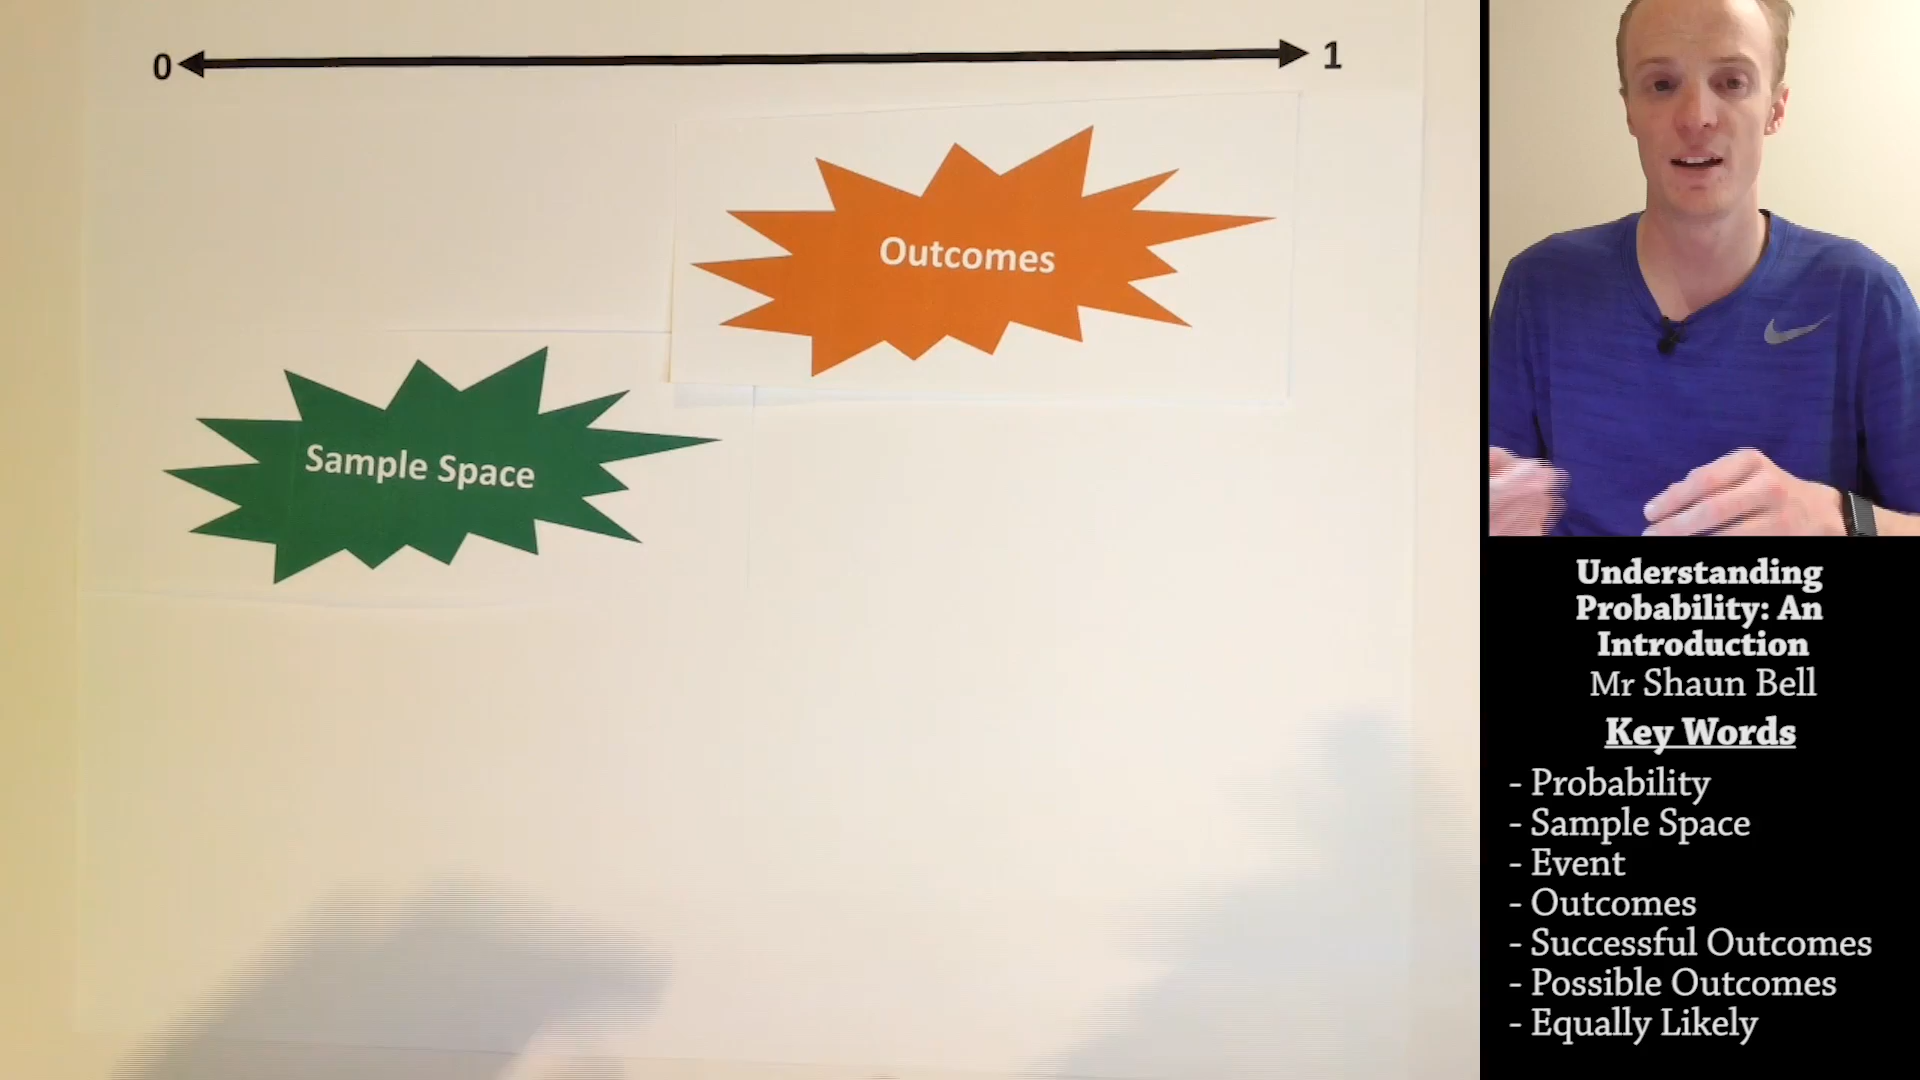 0
1
Outcomes
Sample Space
Understanding
Probability: An
Introduction
Mr Shaun Bell
Key Words
- Probability
- Sample Space
- Event
- Outcomes
- Successful Outcomes
- Possible Outcomes
- Equally Likely